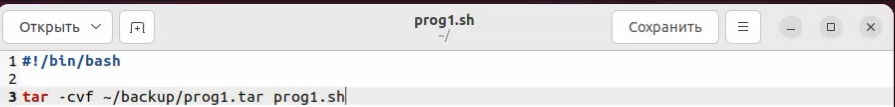 Открыть
prog1.sh
~/
Сохранить
1 #!/bin/bash
2
3 tar -cvf ~/backup/prog1.tar prog1.sh